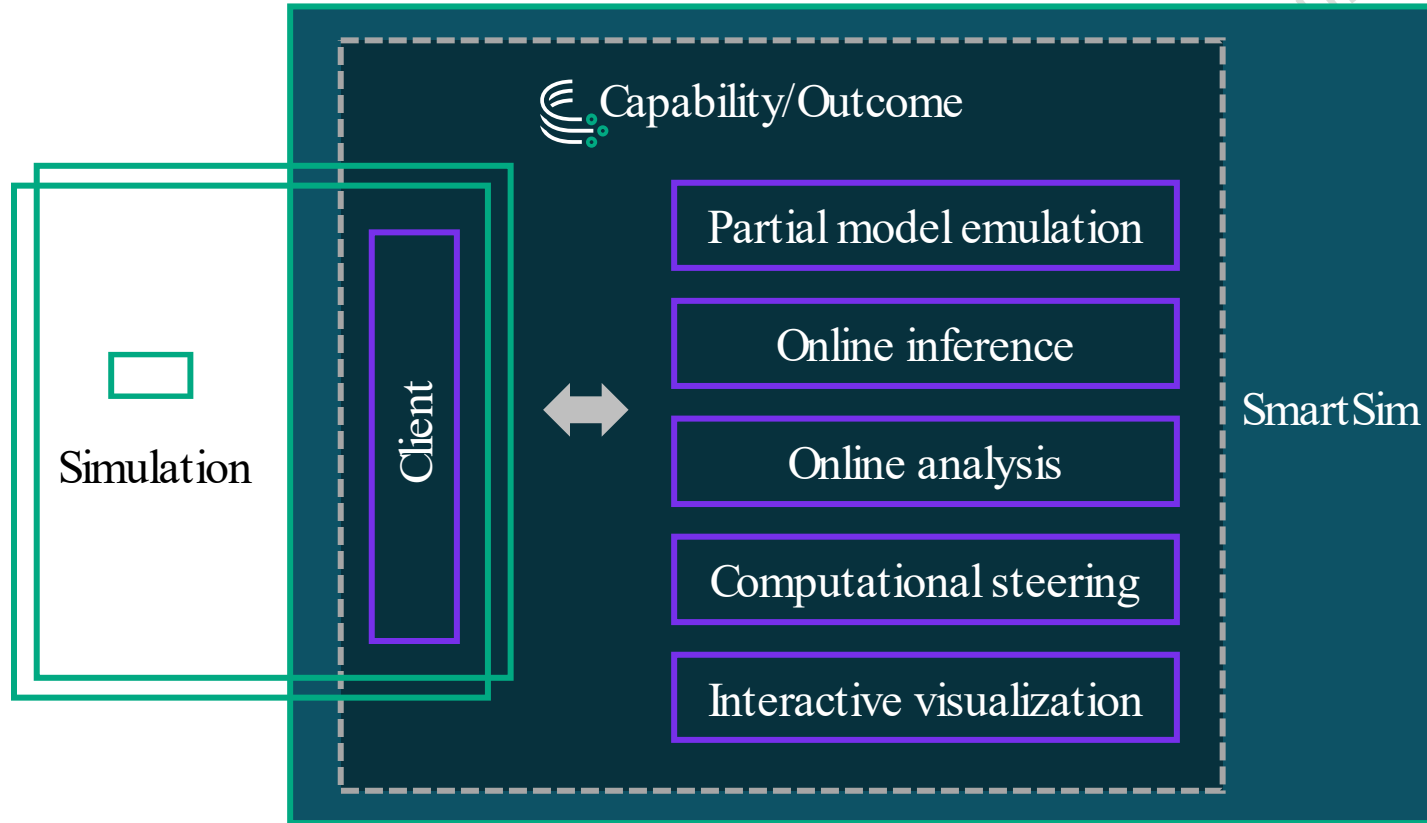 Capability/Outcome
Partial model emulation
Online inference
Online analysis
Computational steering
Interactive visualization
Client
Simulation
SmartSim